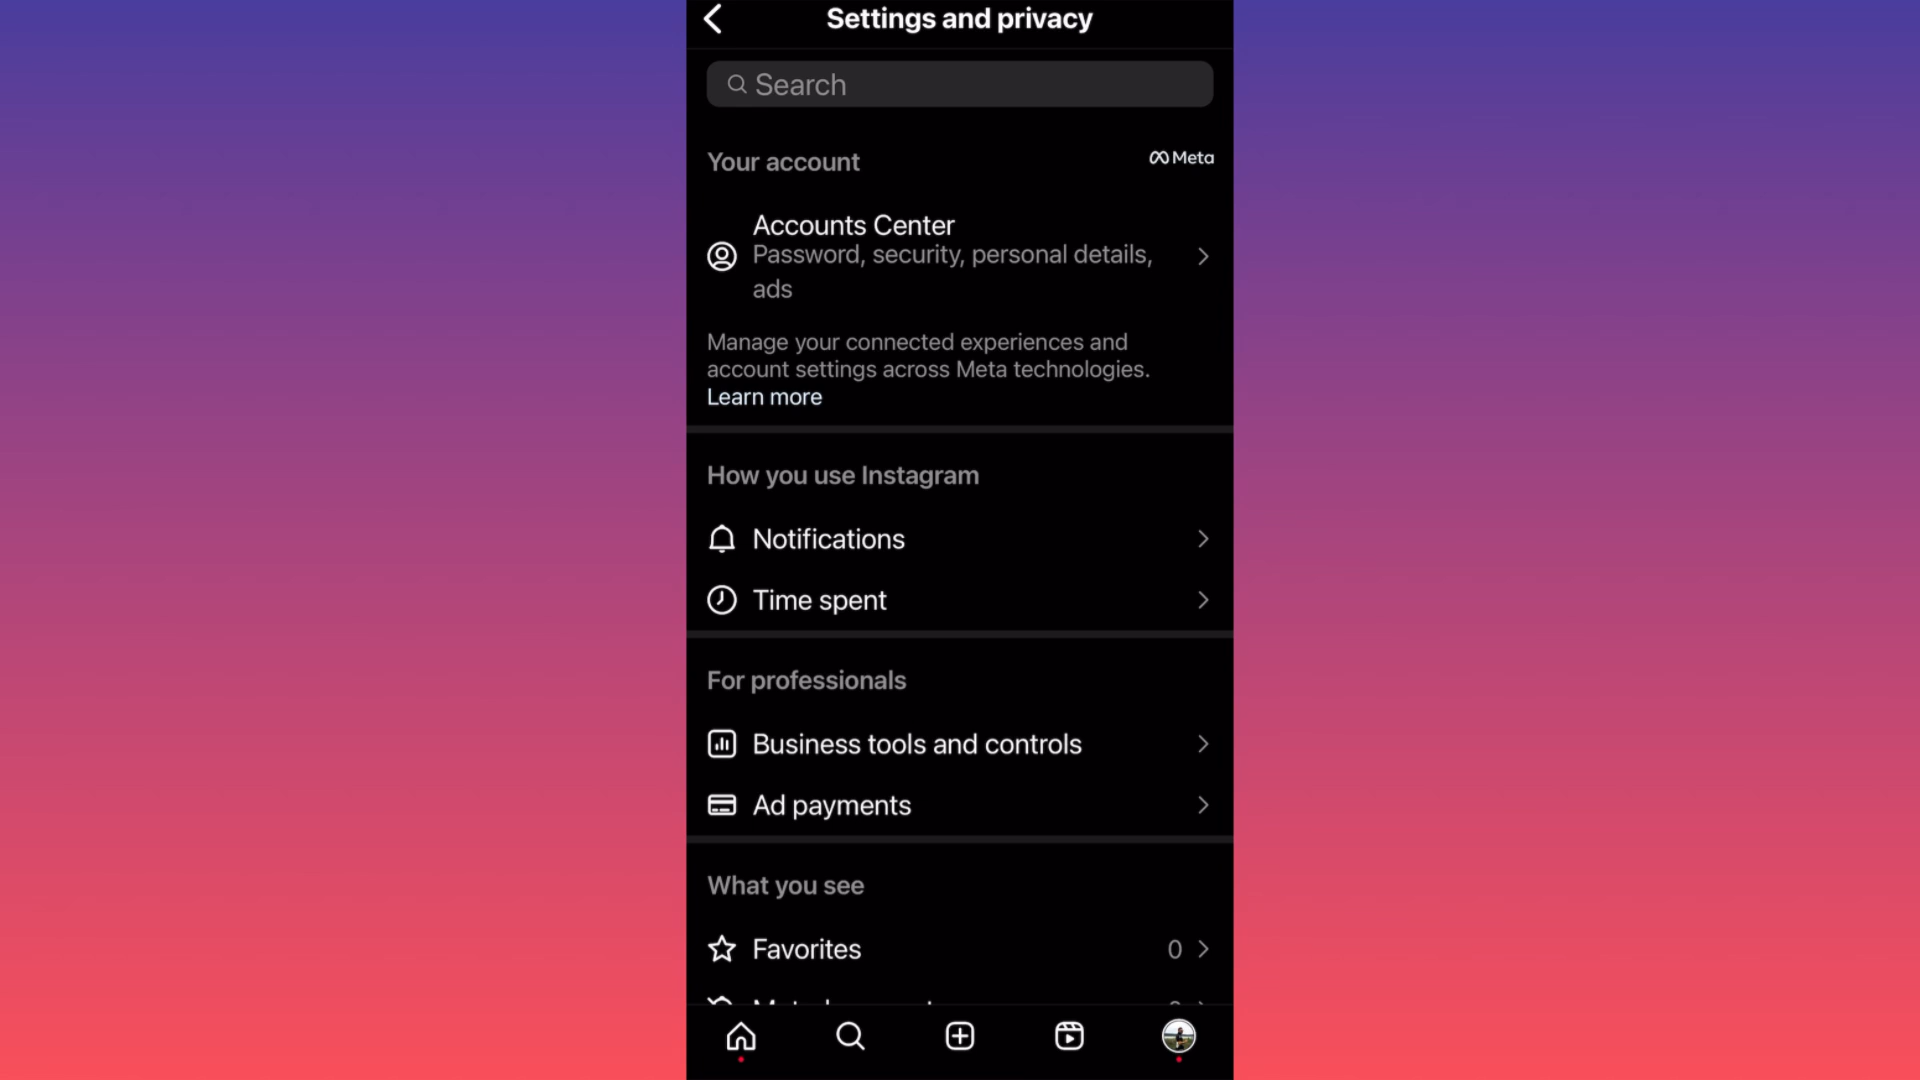 Settings and privacy
Search
Your account
Meta
Accounts Center
Password, security, personal details,
ads
Manage your connected experiences and
account settings across Meta technologies.
Learn more
How you use Instagram
Notifications
Time spent
For professionals
Business tools and controls
Ad payments
What you see
Favorites 0